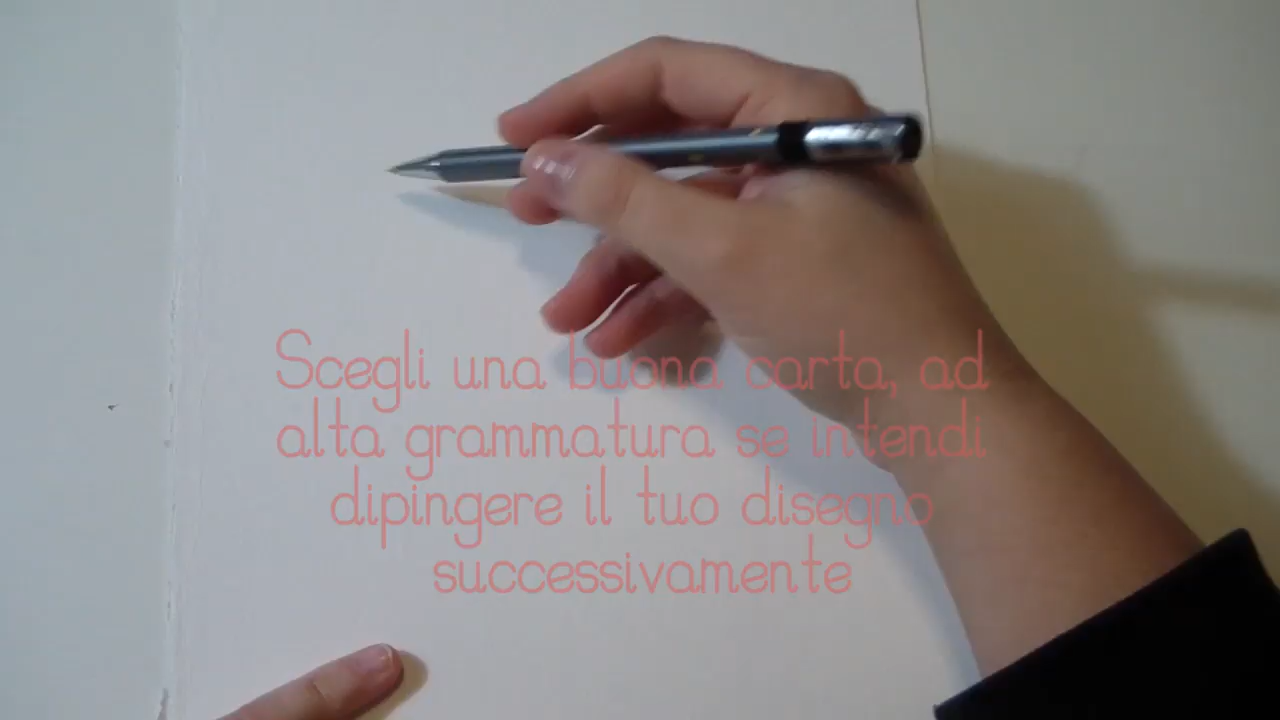 Scegli una buona carta, ad
alta grammatura se intendi
dipingere il tuo disegno
successivamente